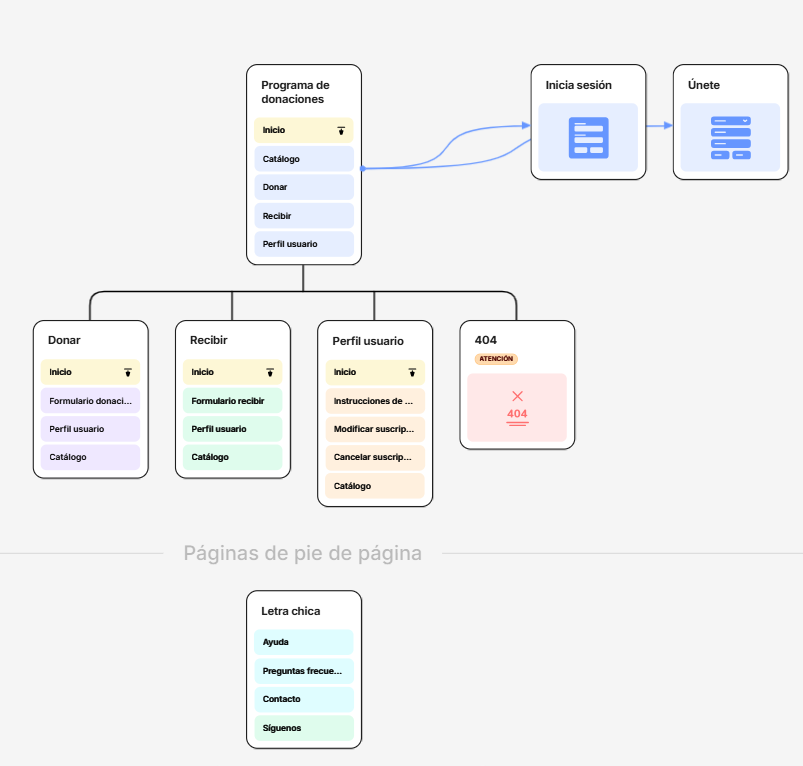 Programa de
donaciones
Inicio
Catálogo
Donar
Recibir
Perfil usuario
Inicia sesión
Únete
Donar
Inicio
Formulario donaci...
Perfil usuario
Catálogo
Recibir
Inicio
Formulario recibir
Perfil usuario
Catálogo
Perfil usuario
Inicio
Instrucciones de ...
Modificar suscrip...
Cancelar suscrip...
Catálogo
404
ATENCIÓN
404
Páginas de pie de página
Letra chica
Ayuda
Preguntas frecue...
Contacto
Síguenos